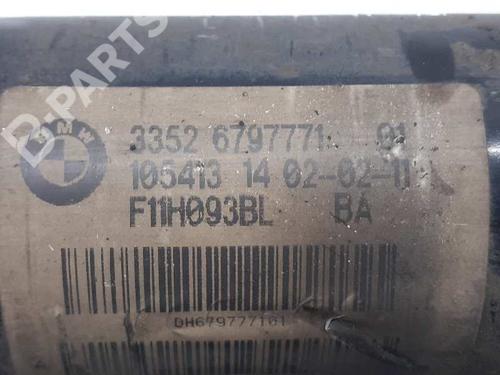 D-PARTS
BMW
3352 6797771 01
105413 14 02-02-11
F11H093BL BA
DH679777101